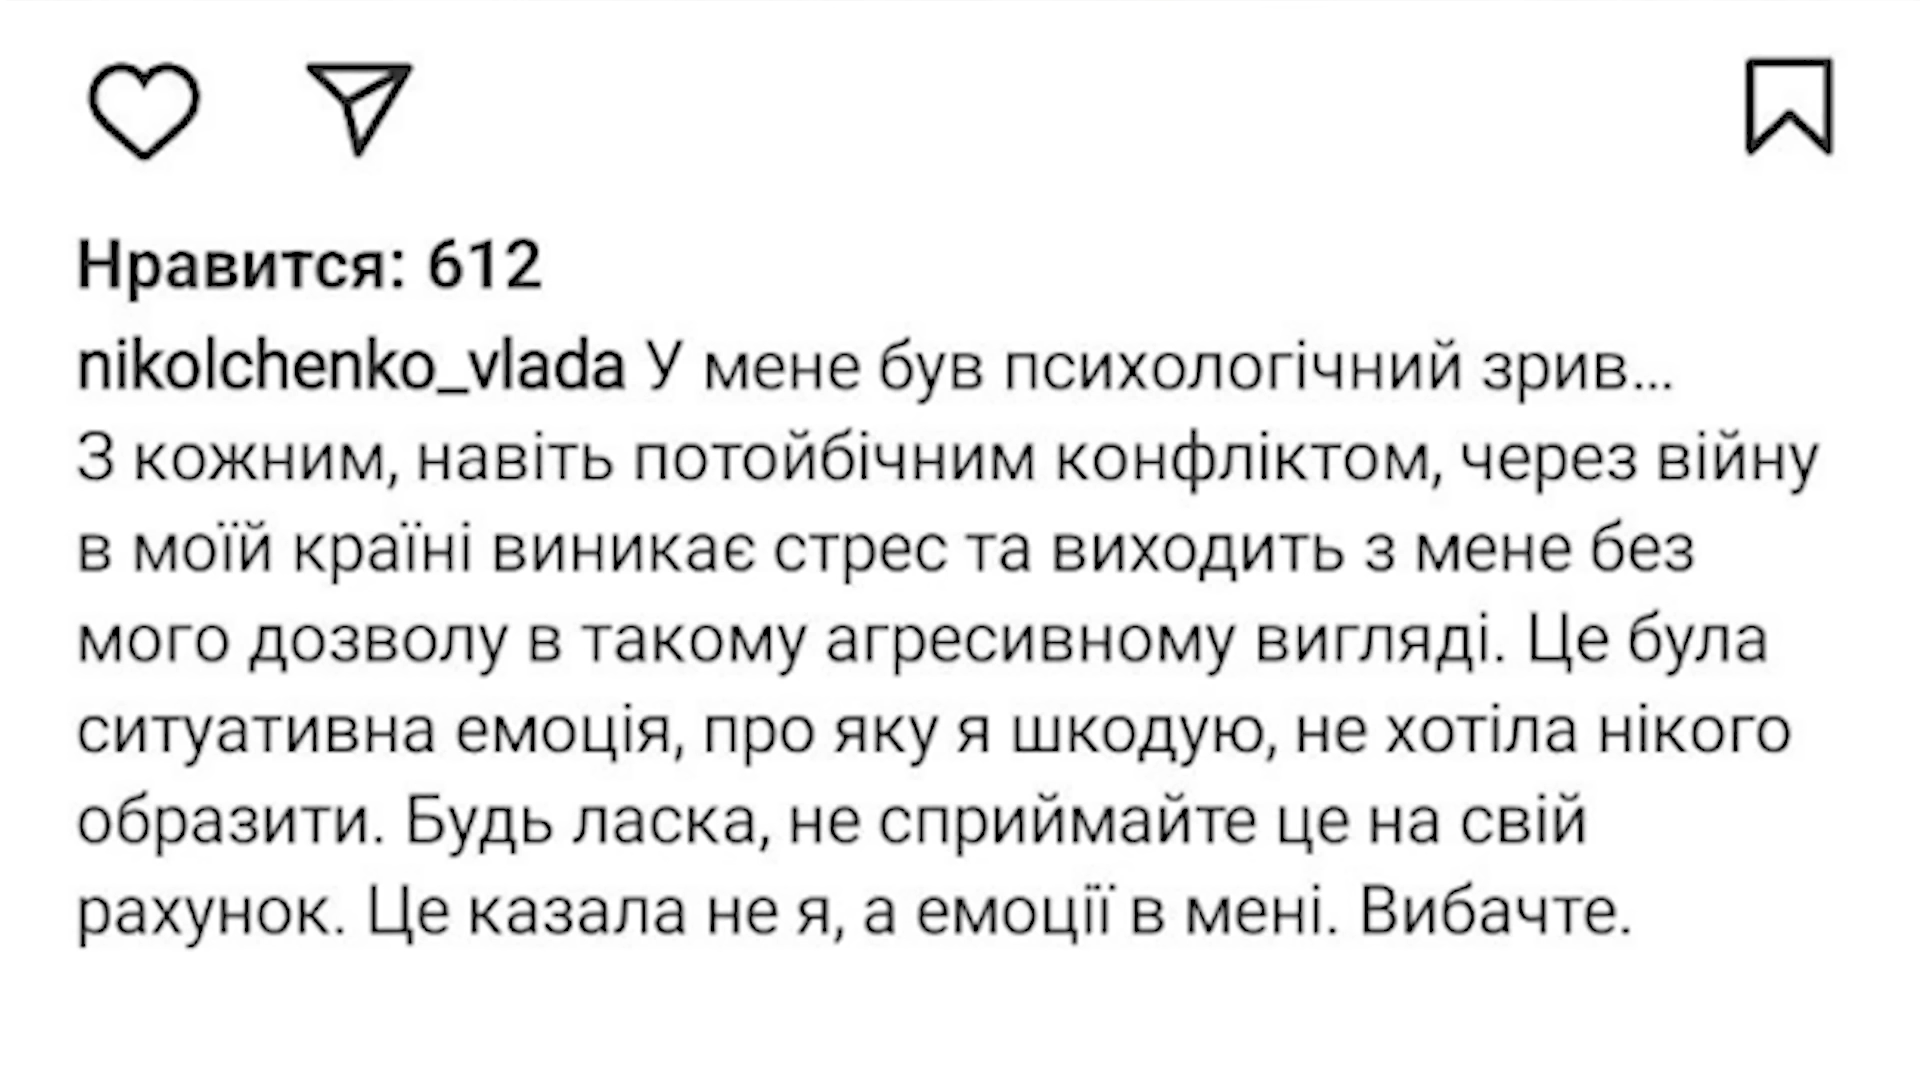 Нравится: 612
nikolchenko_vlada У мене був психологічний зрив...
З кожним, навіть потойбічним конфліктом, через війну
в моїй країні виникає стрес та виходить з мене без
мого дозволу в такому агресивному вигляді. Це була
ситуативна емоція, про яку я шкодую, не хотіла нікого
образити. Будь ласка, не сприймайте це на свій
рахунок. Це казала не я, а емоції в мені. Вибачте.